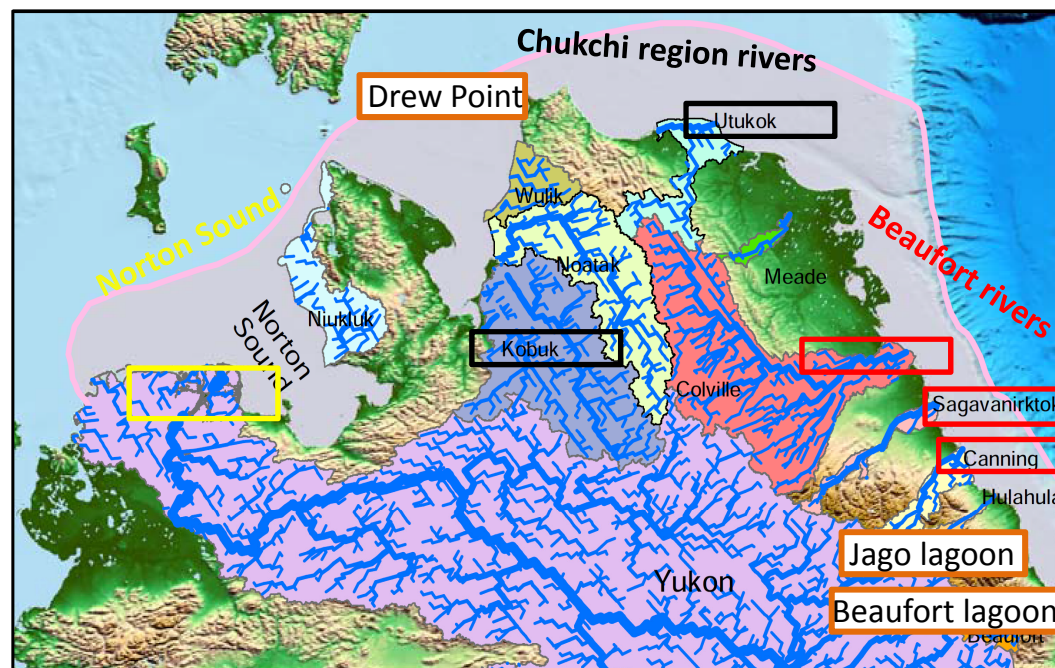 Chukchi region rivers
Drew Point
Utukok
Wulik
Norton Sound
Beaufort rivers
Noatak
Meade
Niukluk
Norton
Sound
Kobuk
Colville
Sagavanirktok
Canning
Hulahula
Jago lagoon
Yukon
Beaufort lagoon
Beaufort